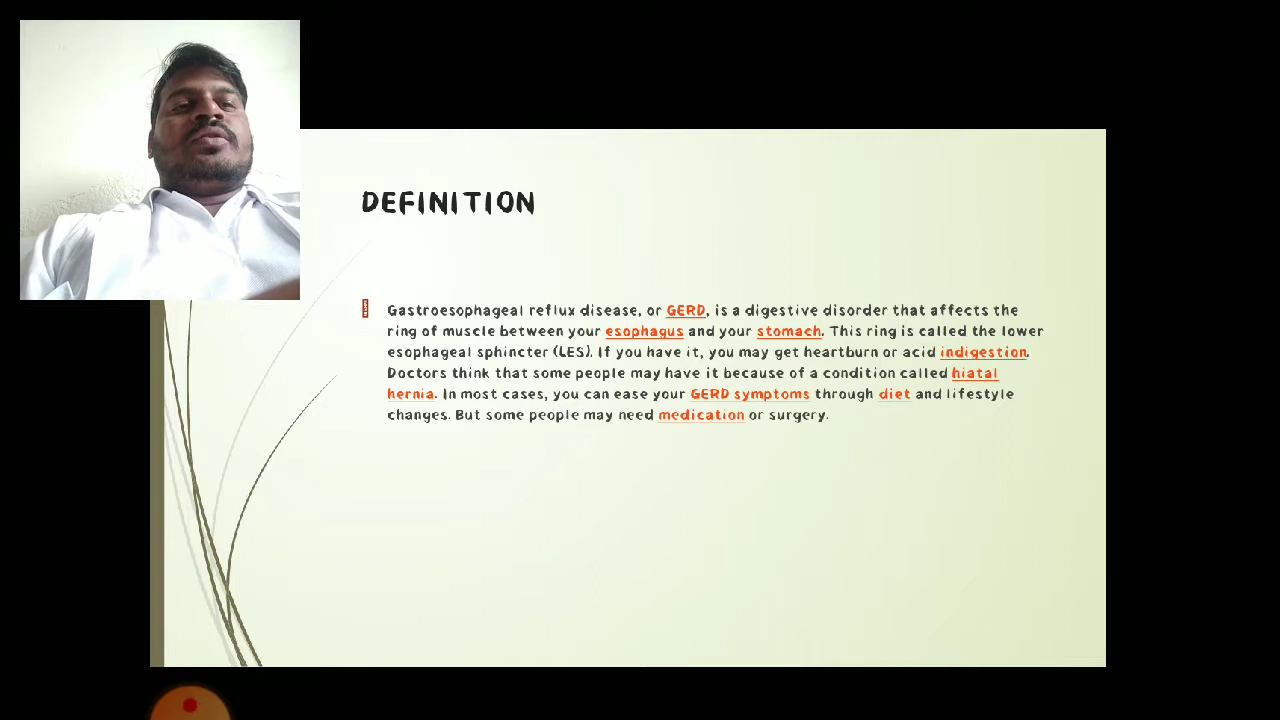 DEFINITION
Gastroesophageal reflux disease, or GERD, is a digestive disorder that affects the
ring of muscle between your esophagus and your stomach. This ring is called the lower
esophageal sphincter (LES). If you have it, you may get heartburn or acid indigestion.
Doctors think that some people may have it because of a condition called hiatal
hernia. In most cases, you can ease your GERD symptoms through diet and lifestyle
changes. But some people may need medication or surgery.